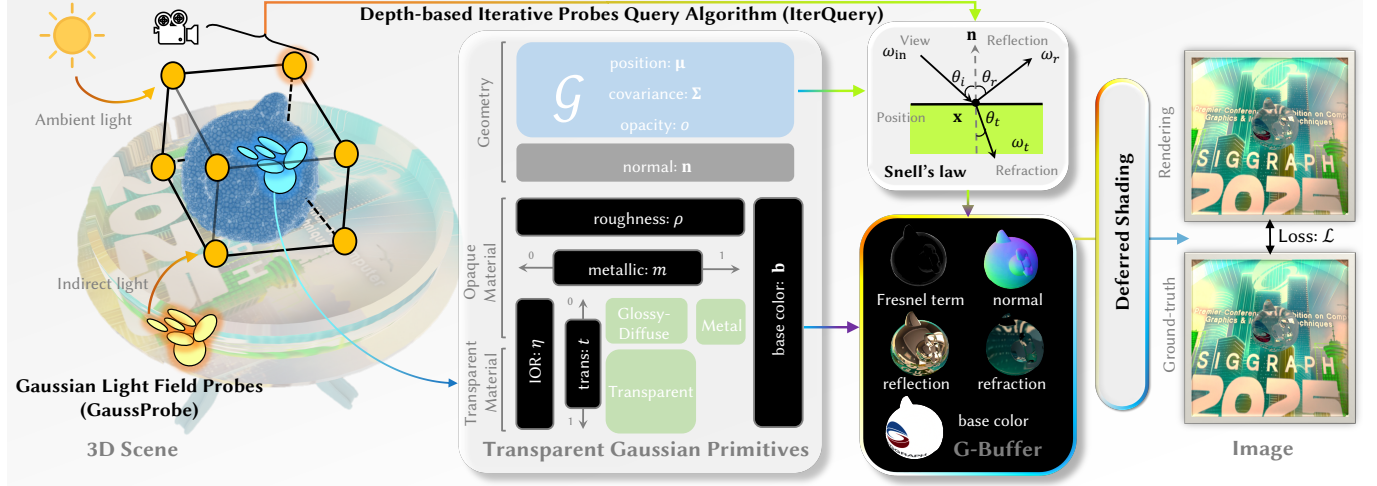 Depth-based Iterative Probes Query Algorithm (IterQuery)
Ambient light
Indirect light
Gaussian Light Field Probes
(GaussProbe)
3D Scene
Geometry
𝒢
position: μ
covariance: Σ
opacity: o
normal: n
Opaque
Material
roughness: ρ
0
metallic: m
1
base color: b
Transparent
Material
IOR: η
0
trans: t
1
Glossy-
Diffuse
Metal
Transparent
Transparent Gaussian Primitives
View
n
Reflection
ω_in
ω_r
θ_i
θ_r
Position
x
θ_t
ω_t
Snell's law
Refraction
Fresnel term
normal
reflection
refraction
base color
G-Buffer
Deferred Shading
Rendering
SIGGRAPH
2025
Loss: ℒ
Ground-truth
SIGGRAPH
2025
Image